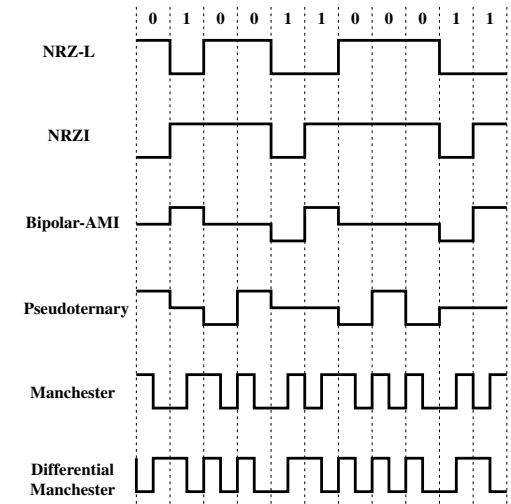 0 1 0 0 1 1 0 0 0 1 1
NRZ-L
NRZI
Bipolar-AMI
Pseudoternary
Manchester
Differential
Manchester